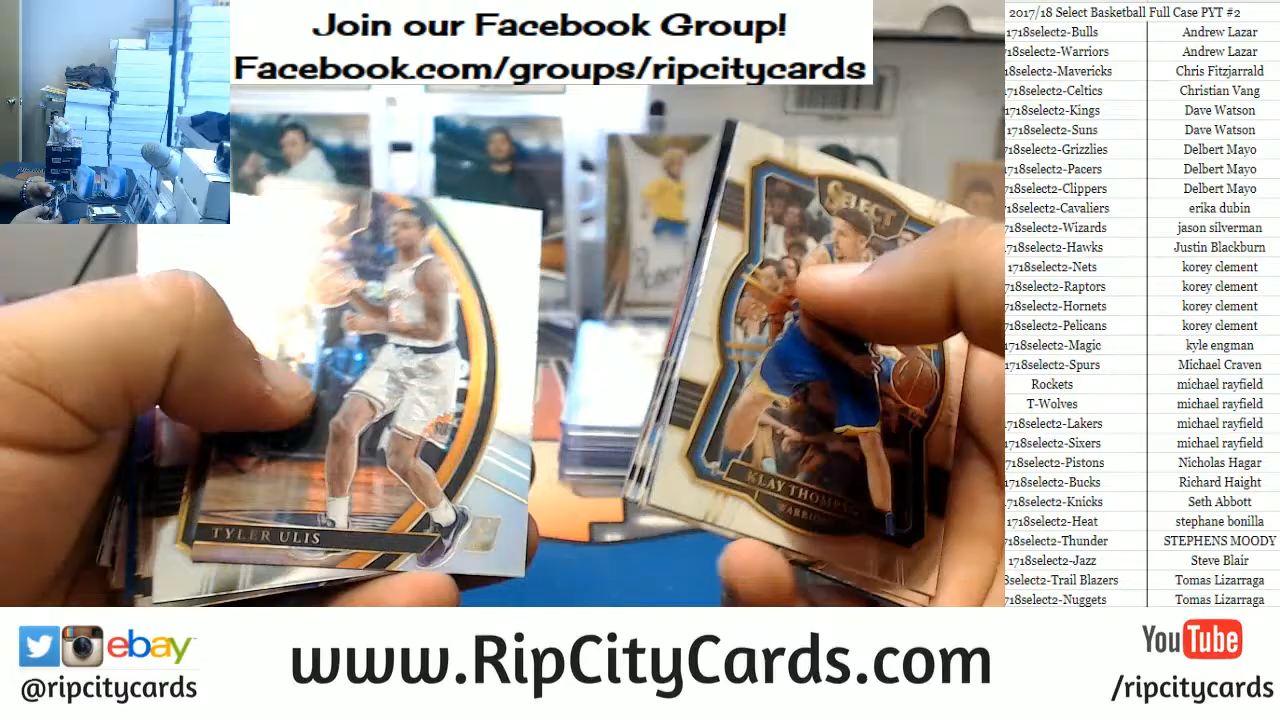 Join our Facebook Group!
Facebook.com/groups/ripcitycards
2017/18 Select Basketball Full Case PYT #2
1718select2-Bulls Andrew Lazar
718select2-Warriors Andrew Lazar
18select2-Mavericks Chris Fitzjarrald
1718select2-Celtics Christian Vang
1718select2-Kings Dave Watson
1718select2-Suns Dave Watson
718select2-Grizzlies Delbert Mayo
1718select2-Pacers Delbert Mayo
718select2-Clippers Delbert Mayo
18select2-Cavaliers erika dubin
718select2-Wizards jason silverman
1718select2-Hawks Justin Blackburn
1718select2-Nets korey clement
1718select2-Raptors korey clement
718select2-Hornets korey clement
718select2-Pelicans korey clement
1718select2-Magic kyle engman
1718select2-Spurs Michael Craven
Rockets michael rayfield
T-Wolves michael rayfield
1718select2-Lakers michael rayfield
1718select2-Sixers michael rayfield
1718select2-Pistons Nicholas Hagar
1718select2-Bucks Richard Haight
1718select2-Knicks Seth Abbott
1718select2-Heat stephane bonilla
718select2-Thunder STEPHENS MOODY
1718select2-Jazz Steve Blair
8select2-Trail Blazers Tomas Lizarraga
718select2-Nuggets Tomas Lizarraga
SELECT
KLAY THOMPS
WARRIO
TYLER ULIS
ebay
@ripcitycards
www.RipCityCards.com
YouTube
/ripcitycards